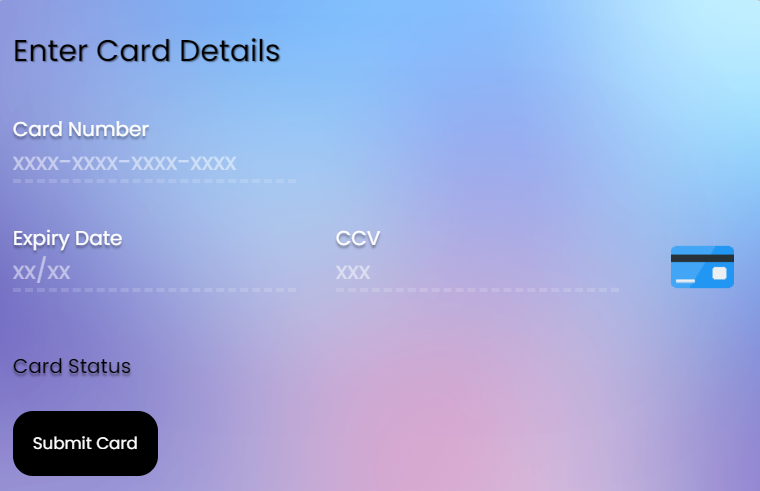 Enter Card Details
Card Number
xxxx-xxxx-xxxx-xxxx
Expiry Date
CCV
xx/xx
xxx
Card Status
Submit Card